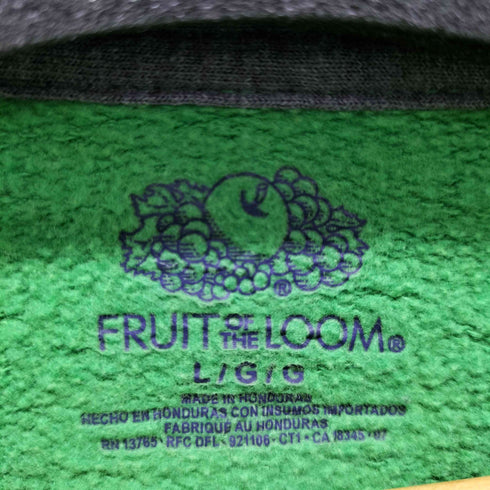 ®
FRUIT OF THE LOOM®
L / G / G
MADE IN HONDURAS
HECHO EN HONDURAS CON INSUMOS IMPORTADOS
FABRIQUE AU HONDURAS
RN 13765 · RFC DFL · 921106 · CT1 · CA 18345 · 07